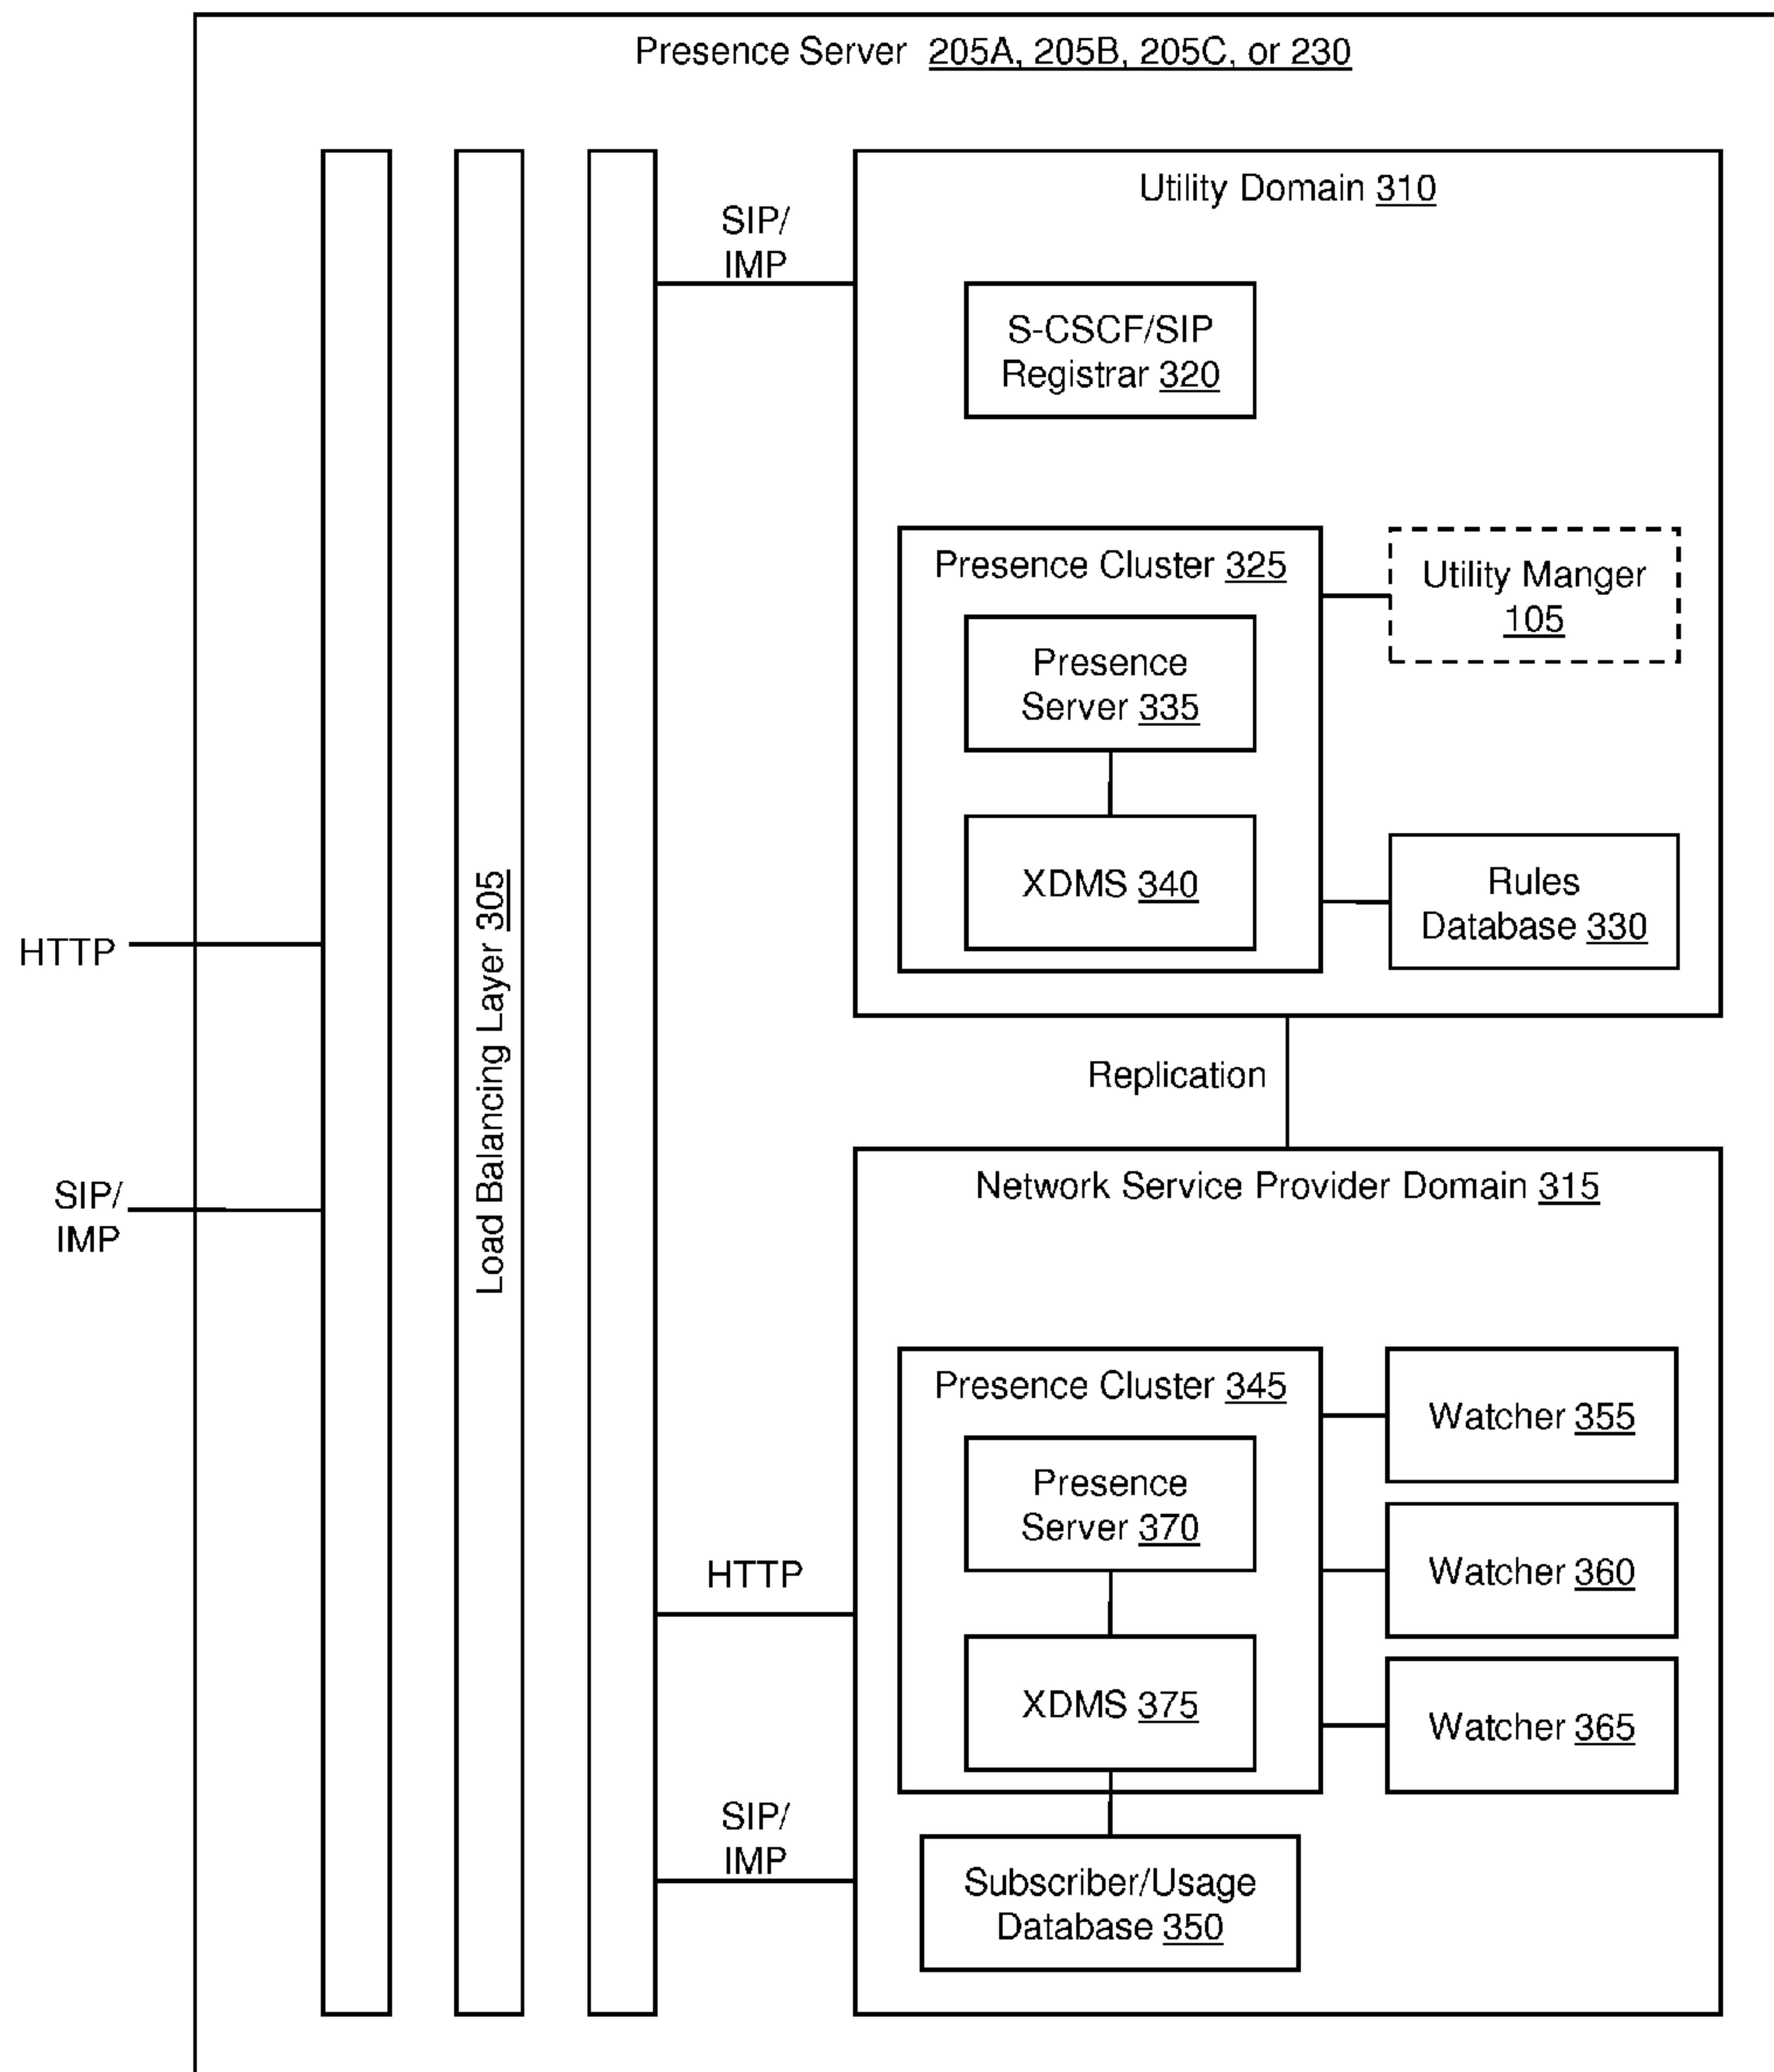 Presence Server 205A, 205B, 205C, or 230
Utility Domain 310
SIP/
IMP
S-CSCF/SIP
Registrar 320
Presence Cluster 325
Utility Manger
105
Presence
Server 335
XDMS 340
Rules
Database 330
Load Balancing Layer 305
HTTP
SIP/
IMP
Replication
Network Service Provider Domain 315
Presence Cluster 345
Watcher 355
Presence
Server 370
HTTP
Watcher 360
XDMS 375
Watcher 365
SIP/
IMP
Subscriber/Usage
Database 350